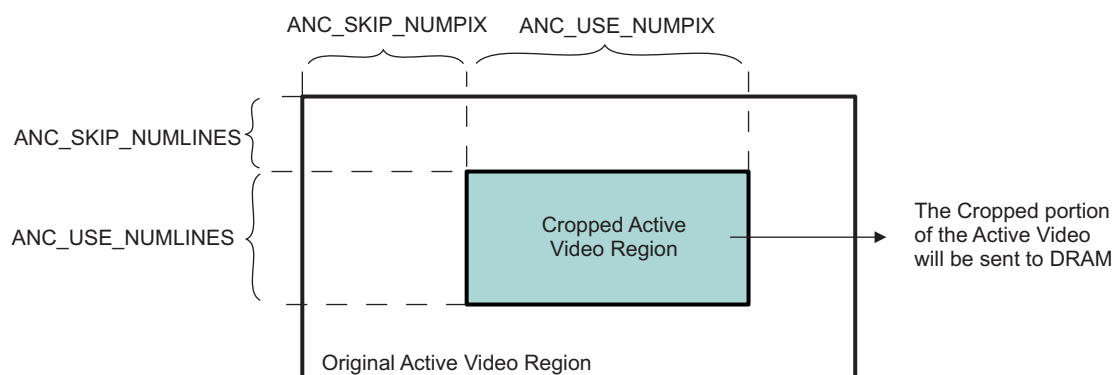 ANC_SKIP_NUMPIX
ANC_USE_NUMPIX
ANC_SKIP_NUMLINES
ANC_USE_NUMLINES
Cropped Active
Video Region
The Cropped portion
of the Active Video
will be sent to DRAM
Original Active Video Region